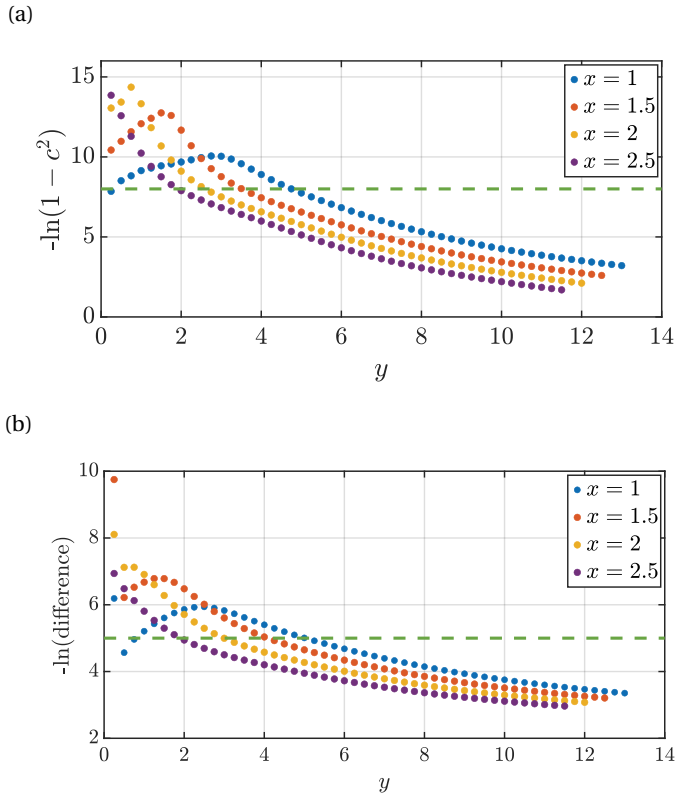 (a)
-ln(1 − c²)
15
10
5
0
0 2 4 6 8 10 12 14
y
x = 1
x = 1.5
x = 2
x = 2.5
(b)
-ln(difference)
10
8
6
4
2
0 2 4 6 8 10 12 14
y
x = 1
x = 1.5
x = 2
x = 2.5